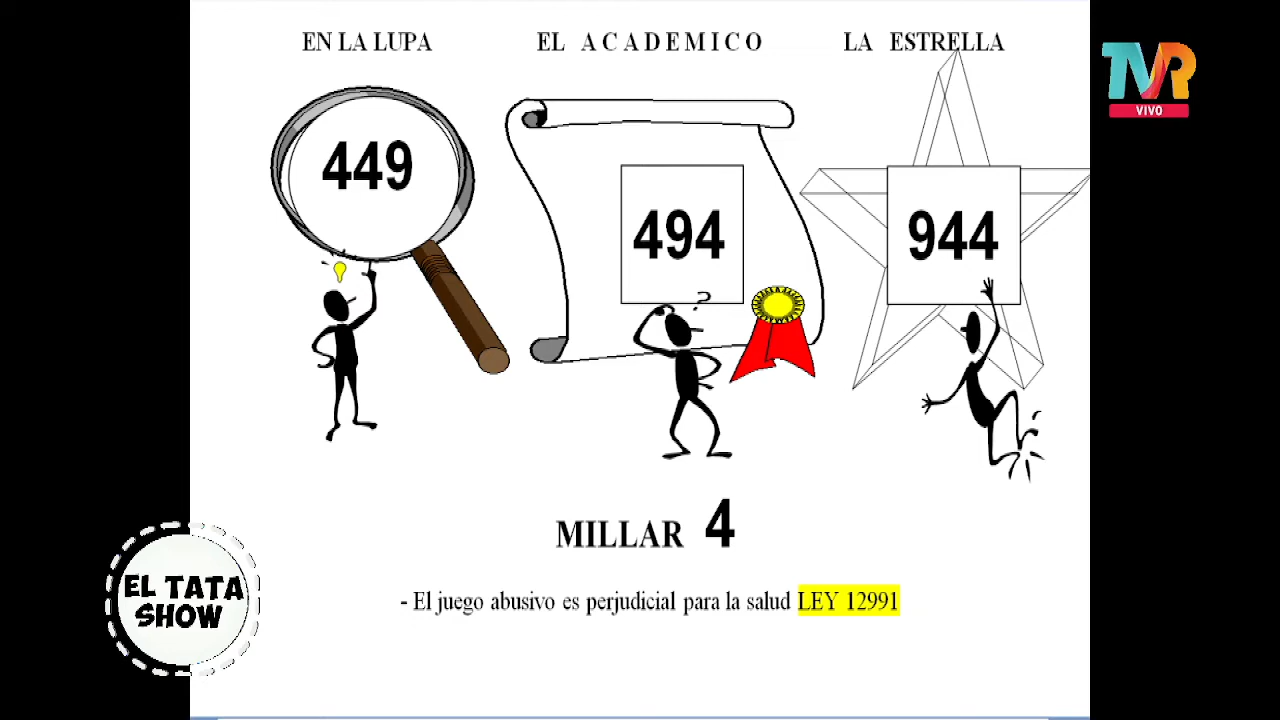 EN LA LUPA
EL ACADEMICO
LA ESTRELLA
TVR
VIVO
449
494
944
?
MILLAR 4
EL TATA
SHOW
- El juego abusivo es perjudicial para la salud LEY 12991